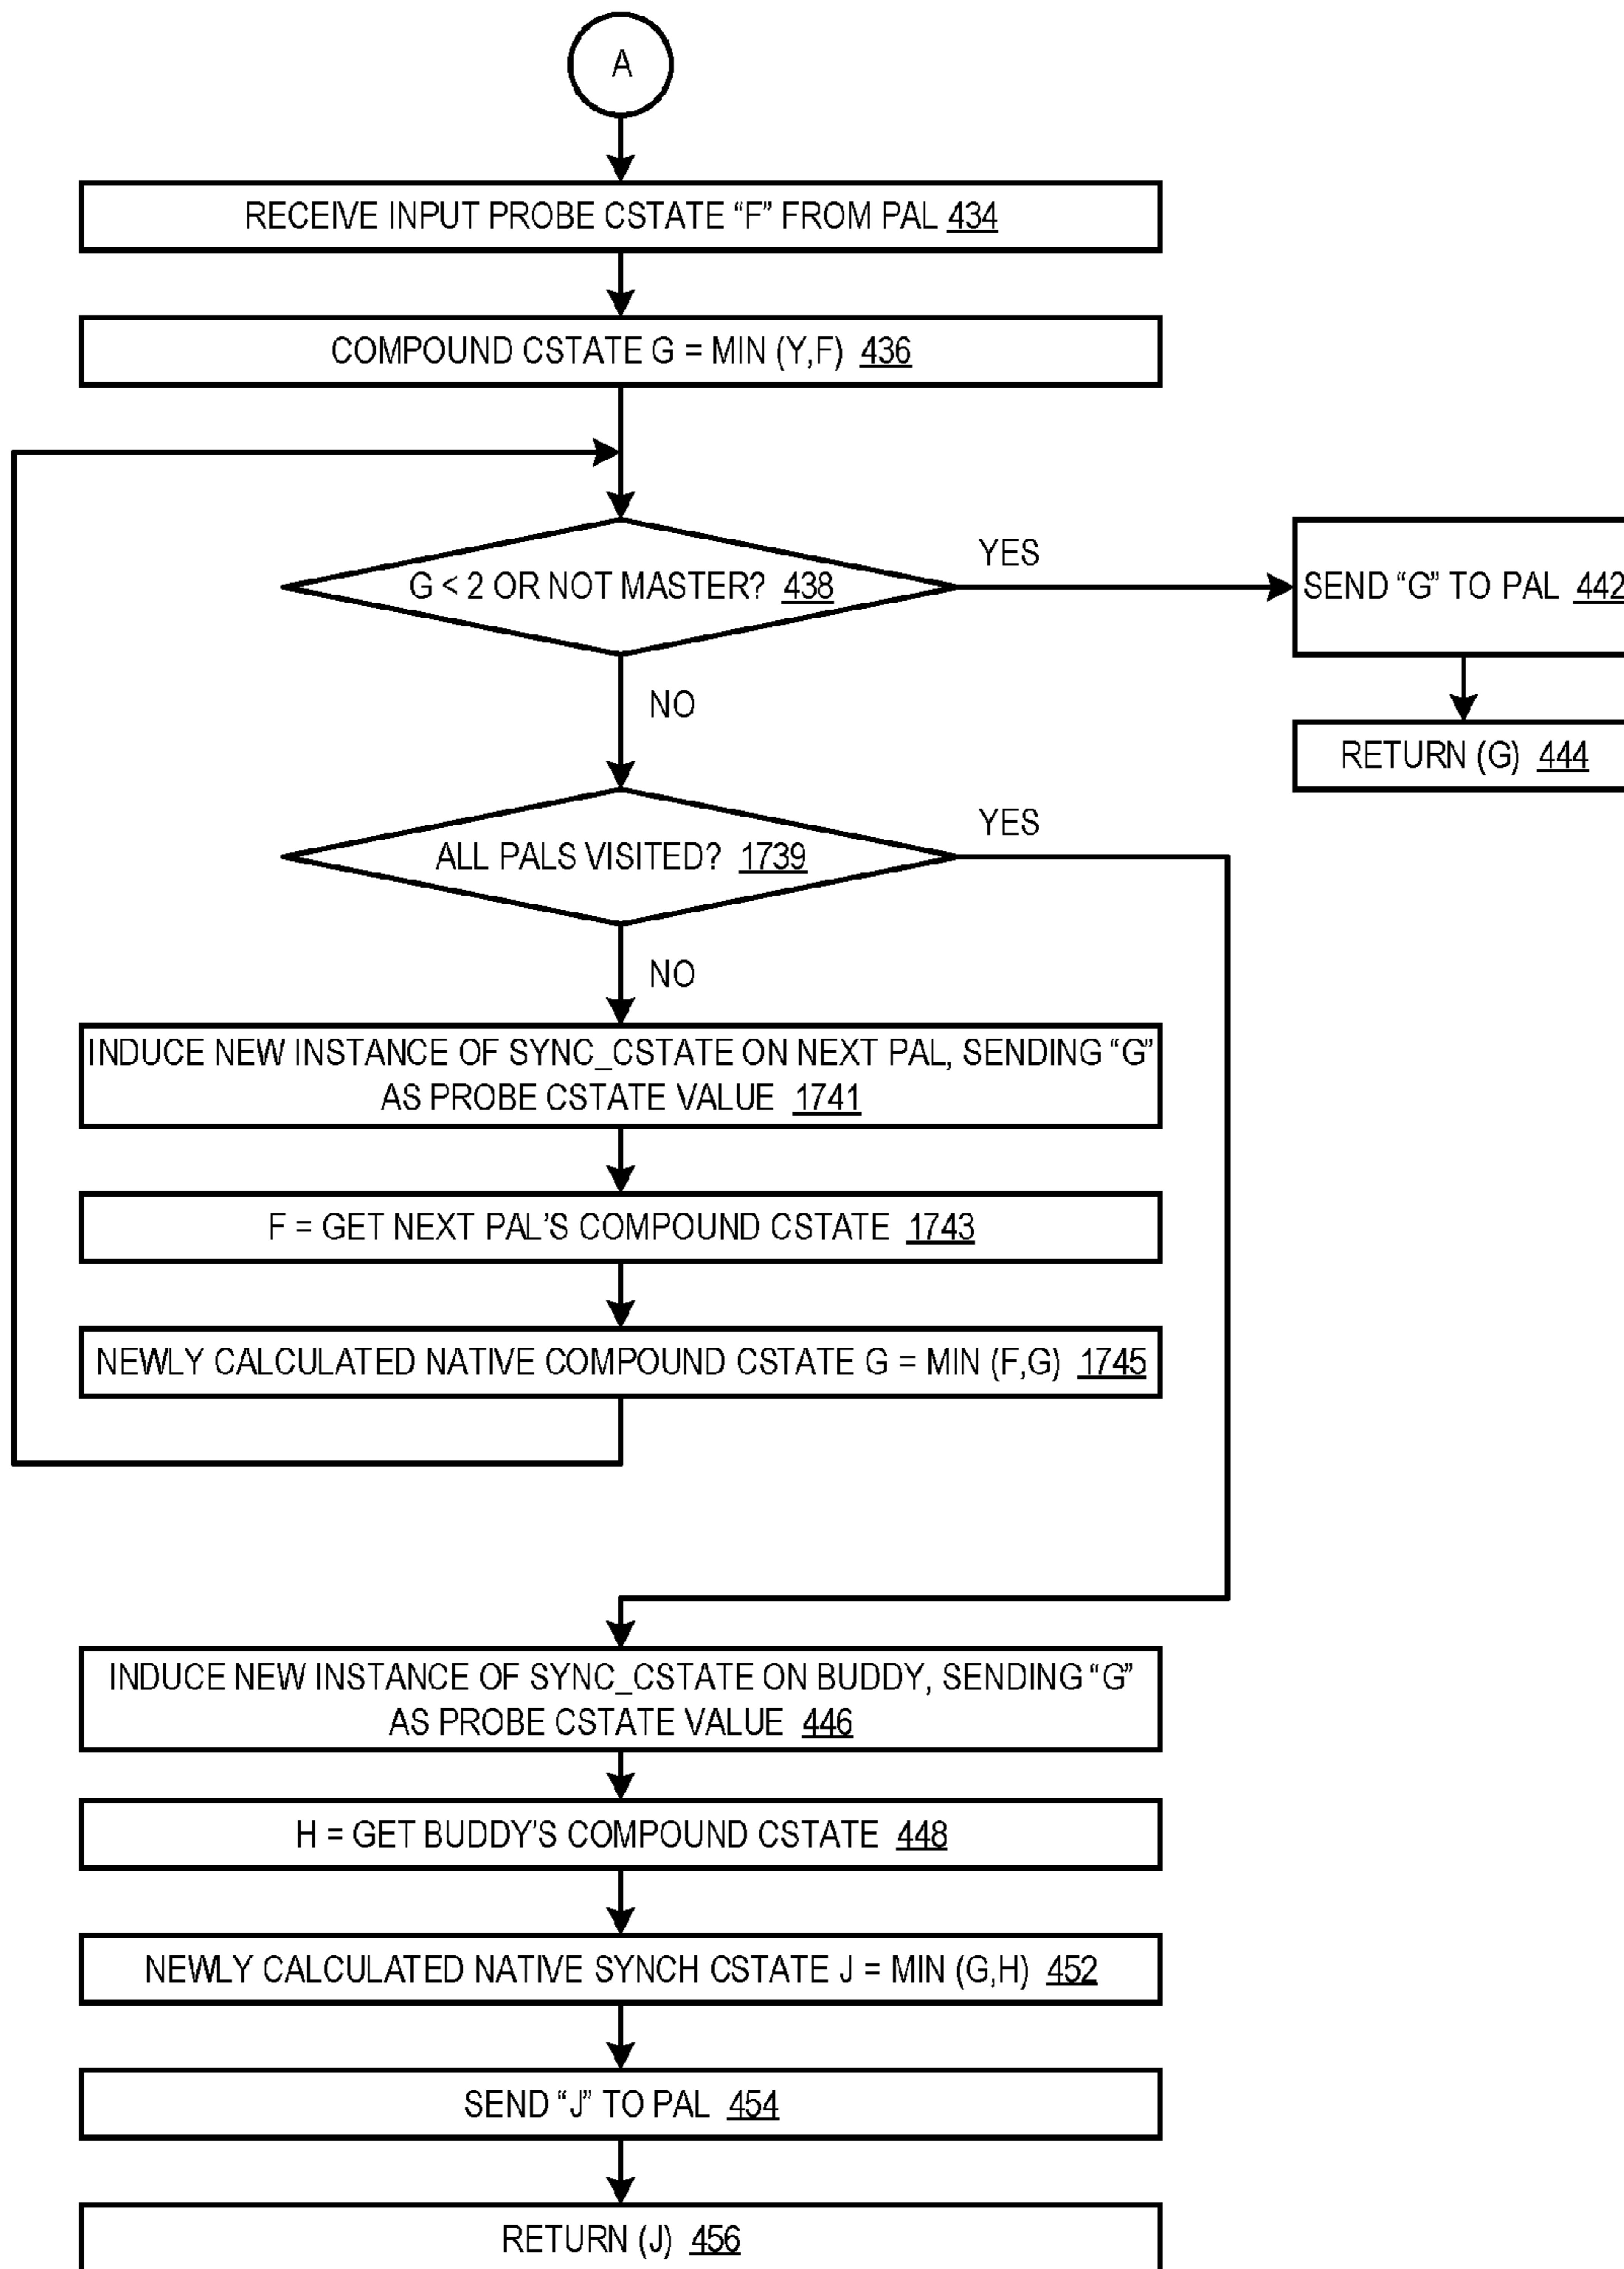 A
RECEIVE INPUT PROBE CSTATE “F” FROM PAL 434
COMPOUND CSTATE G = MIN (Y,F) 436
G < 2 OR NOT MASTER? 438
YES
SEND “G” TO PAL 442
NO
RETURN (G) 444
ALL PALS VISITED? 1739
YES
NO
INDUCE NEW INSTANCE OF SYNC_CSTATE ON NEXT PAL, SENDING “G”
AS PROBE CSTATE VALUE 1741
F = GET NEXT PAL’S COMPOUND CSTATE 1743
NEWLY CALCULATED NATIVE COMPOUND CSTATE G = MIN (F,G) 1745
INDUCE NEW INSTANCE OF SYNC_CSTATE ON BUDDY, SENDING “G”
AS PROBE CSTATE VALUE 446
H = GET BUDDY’S COMPOUND CSTATE 448
NEWLY CALCULATED NATIVE SYNCH CSTATE J = MIN (G,H) 452
SEND “J” TO PAL 454
RETURN (J) 456